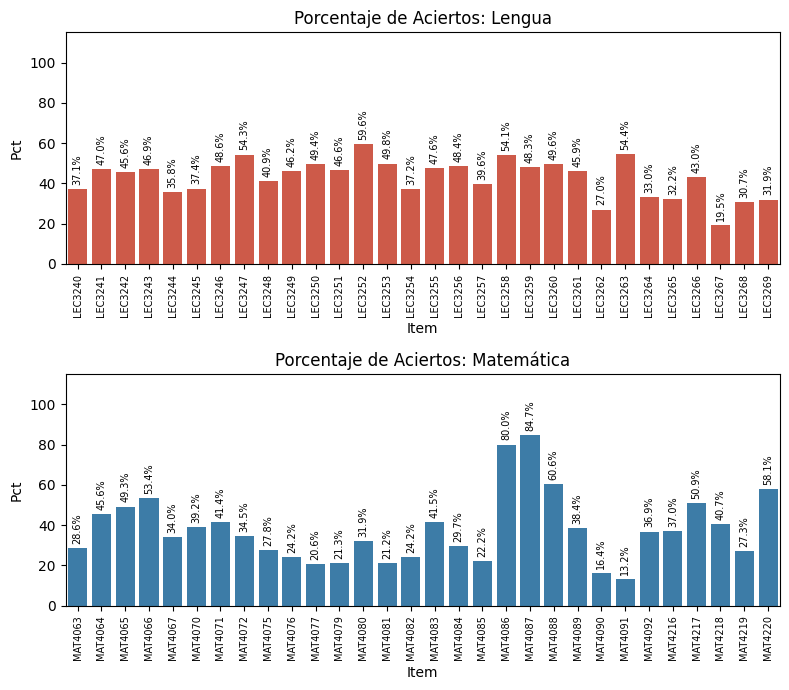 Porcentaje de Aciertos: Lengua
Pct
100
80
60
40
20
0
37.1% 47.0% 45.6% 46.9% 35.8% 37.4% 48.6% 54.3% 40.9% 46.2% 49.4% 46.6% 59.6% 49.8% 37.2% 47.6% 48.4% 39.6% 54.1% 48.3% 49.6% 45.9% 27.0% 54.4% 33.0% 32.2% 43.0% 19.5% 30.7% 31.9%
LEC3240 LEC3241 LEC3242 LEC3243 LEC3244 LEC3245 LEC3246 LEC3247 LEC3248 LEC3249 LEC3250 LEC3251 LEC3252 LEC3253 LEC3254 LEC3255 LEC3256 LEC3257 LEC3258 LEC3259 LEC3260 LEC3261 LEC3262 LEC3263 LEC3264 LEC3265 LEC3266 LEC3267 LEC3268 LEC3269
Item
Porcentaje de Aciertos: Matemática
Pct
100
80
60
40
20
0
28.6% 45.6% 49.3% 53.4% 34.0% 39.2% 41.4% 34.5% 27.8% 24.2% 20.6% 21.3% 31.9% 21.2% 24.2% 41.5% 29.7% 22.2% 80.0% 84.7% 60.6% 38.4% 16.4% 13.2% 36.9% 37.0% 50.9% 40.7% 27.3% 58.1%
MAT4063 MAT4064 MAT4065 MAT4066 MAT4067 MAT4070 MAT4071 MAT4072 MAT4075 MAT4076 MAT4077 MAT4079 MAT4080 MAT4081 MAT4082 MAT4083 MAT4084 MAT4085 MAT4086 MAT4087 MAT4088 MAT4089 MAT4090 MAT4091 MAT4092 MAT4216 MAT4217 MAT4218 MAT4219 MAT4220
Item